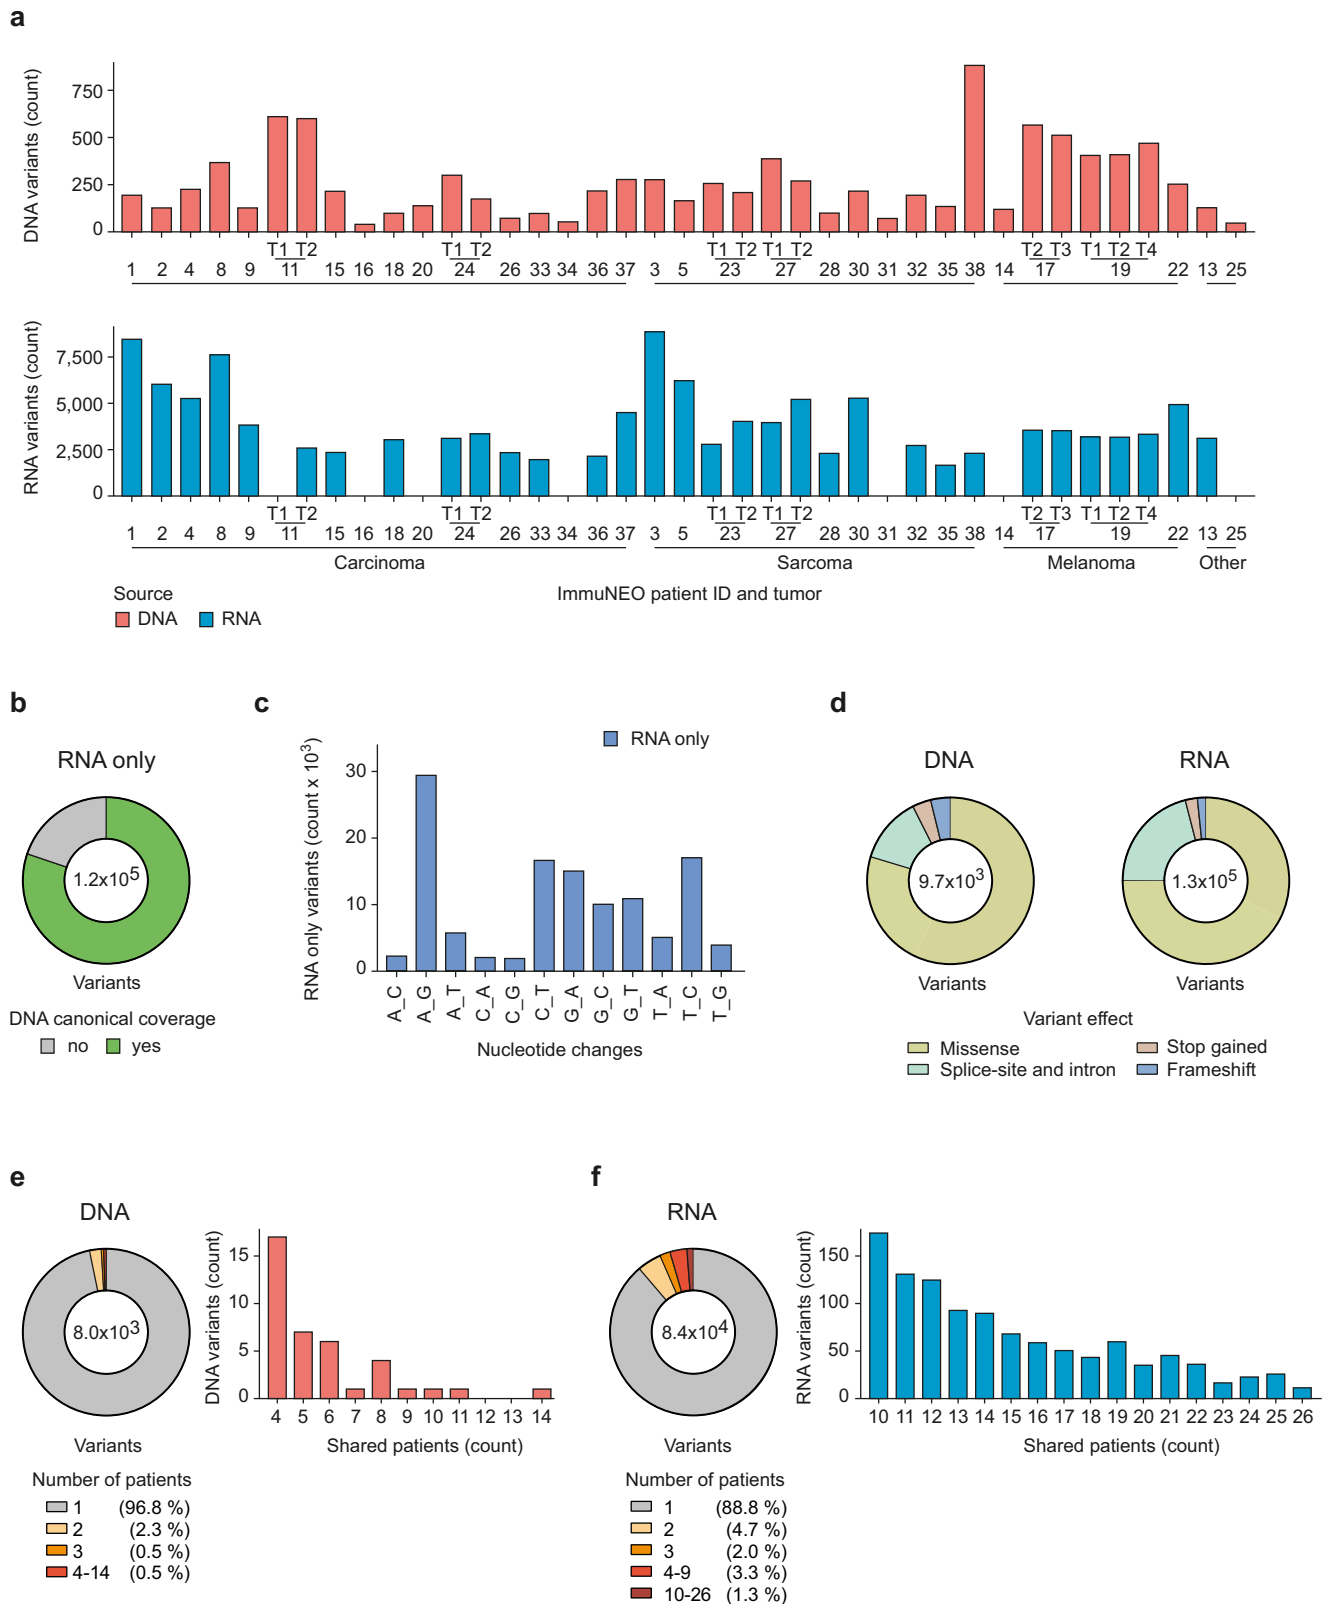 a
DNA variants (count)
750
500
250
0
T1 T2 T1 T2 T1 T2 T1 T2 T2 T3 T1 T2 T4
1 2 4 8 9 11 15 16 18 20 24 26 33 34 36 37 3 5 23 27 28 30 31 32 35 38 14 17 19 22 13 25
RNA variants (count)
7,500
5,000
2,500
0
T1 T2 T1 T2 T1 T2 T1 T2 T2 T3 T1 T2 T4
1 2 4 8 9 11 15 16 18 20 24 26 33 34 36 37 3 5 23 27 28 30 31 32 35 38 14 17 19 22 13 25
Carcinoma Sarcoma Melanoma Other
Source ImmuNEO patient ID and tumor
DNA RNA
b
RNA only
1.2x10⁵
Variants
DNA canonical coverage
no yes
c
RNA only
RNA only variants (count x 10³)
30
20
10
0
A_C A_G A_T C_A C_G C_T G_A G_C G_T T_A T_C T_G
Nucleotide changes
d
DNA RNA
9.7x10³ 1.3x10⁵
Variants Variants
Variant effect
Missense Stop gained
Splice-site and intron Frameshift
e
DNA
8.0x10³
Variants
Number of patients
1 (96.8 %)
2 (2.3 %)
3 (0.5 %)
4-14 (0.5 %)
DNA variants (count)
15
10
5
0
4 5 6 7 8 9 10 11 12 13 14
Shared patients (count)
f
RNA
8.4x10⁴
Variants
Number of patients
1 (88.8 %)
2 (4.7 %)
3 (2.0 %)
4-9 (3.3 %)
10-26 (1.3 %)
RNA variants (count)
150
100
50
0
10 11 12 13 14 15 16 17 18 19 20 21 22 23 24 25 26
Shared patients (count)